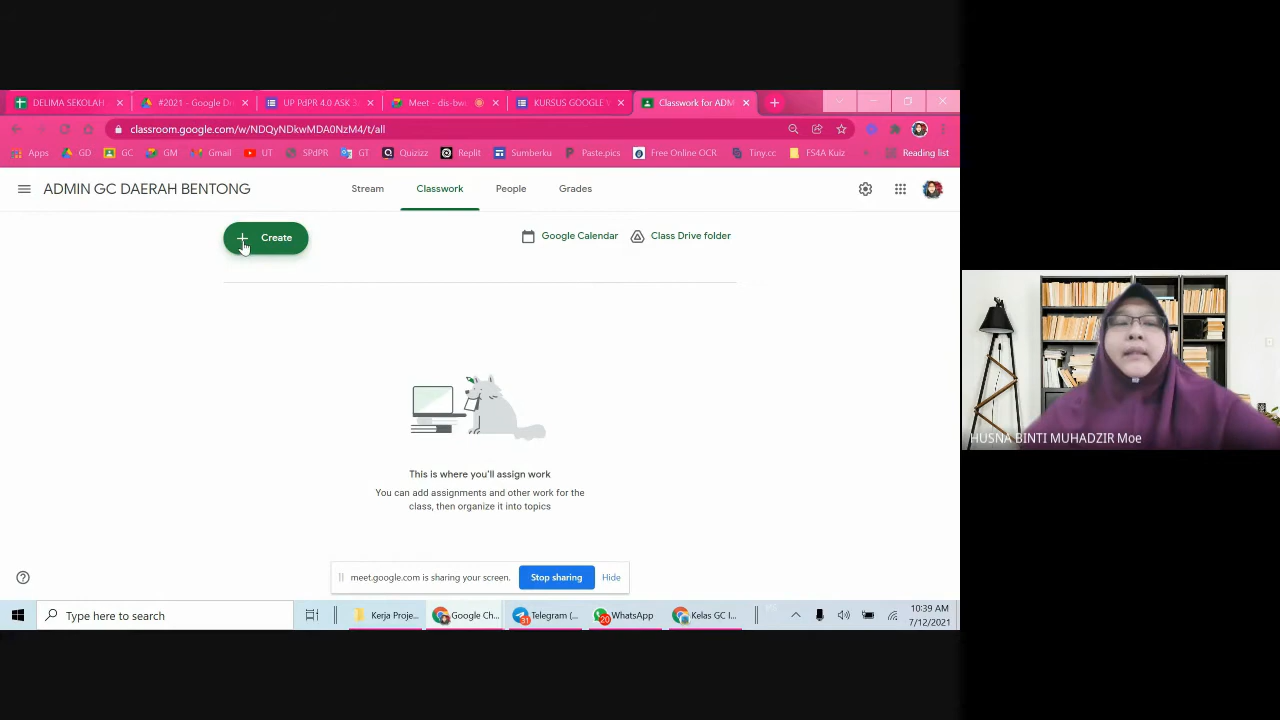 DELIMA SEKOLAH
#2021 - Google Dr
UP PdPR 4.0 ASK 3.
Meet - dis-bwa
KURSUS GOOGLE
Classwork for ADM
classroom.google.com/w/NDQyNDkwMDA0NzM4/t/all
Apps GD GC GM Gmail UT SPdPR GT Quizizz Replit Sumberku Paste.pics Free Online OCR Tiny.cc FS4A Kuiz Reading list
ADMIN GC DAERAH BENTONG
Stream Classwork People Grades
Create
Google Calendar Class Drive folder
This is where you'll assign work
You can add assignments and other work for the
class, then organize it into topics
HUSNA BINTI MUHADZIR Moe
meet.google.com is sharing your screen. Stop sharing Hide
Type here to search
Kerja Proje...
Google Ch...
Telegram (...
31
WhatsApp
20
Kelas GC I...
10:39 AM
7/12/2021